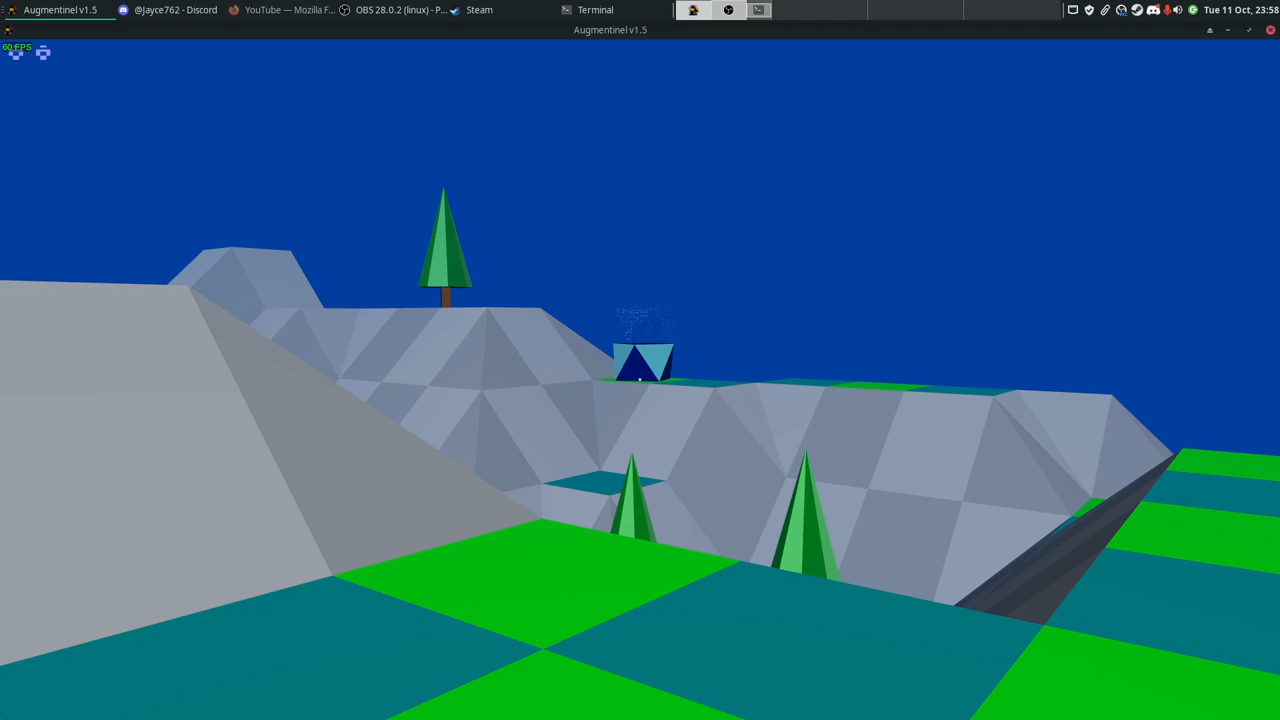 Augmentinel v1.5 @Jayce762 - Discord YouTube — Mozilla F... OBS 28.0.2 (linux) - P... Steam Terminal Tue 11 Oct, 23:58
Augmentinel v1.5
60 FPS